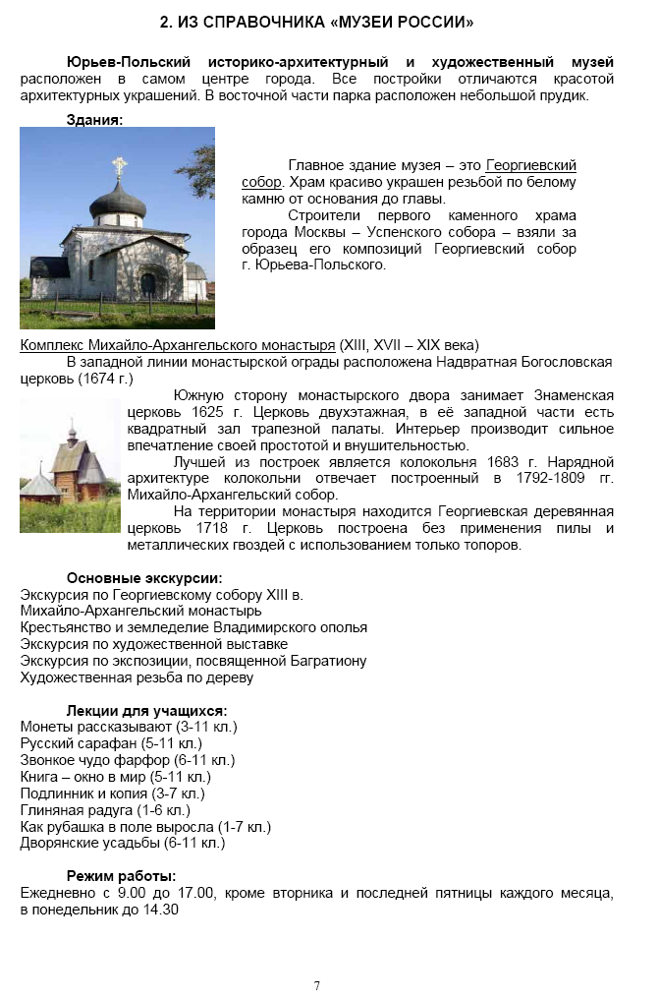 2. ИЗ СПРАВОЧНИКА «МУЗЕИ РОССИИ»
Юрьев-Польский историко-архитектурный и художественный музей
расположен в самом центре города. Все постройки отличаются красотой
архитектурных украшений. В восточной части парка расположен небольшой прудик.
Здания:
Главное здание музея – это Георгиевский
собор. Храм красиво украшен резьбой по белому
камню от основания до главы.
Строители первого каменного храма
города Москвы – Успенского собора – взяли за
образец его композиций Георгиевский собор
г. Юрьева-Польского.
Комплекс Михайло-Архангельского монастыря (XIII, XVII – XIX века)
В западной линии монастырской ограды расположена Надвратная Богословская
церковь (1674 г.)
Южную сторону монастырского двора занимает Знаменская
церковь 1625 г. Церковь двухэтажная, в её западной части есть
квадратный зал трапезной палаты. Интерьер производит сильное
впечатление своей простотой и внушительностью.
Лучшей из построек является колокольня 1683 г. Нарядной
архитектуре колокольни отвечает построенный в 1792-1809 гг.
Михайло-Архангельский собор.
На территории монастыря находится Георгиевская деревянная
церковь 1718 г. Церковь построена без применения пилы и
металлических гвоздей с использованием только топоров.
Основные экскурсии:
Экскурсия по Георгиевскому собору XIII в.
Михайло-Архангельский монастырь
Крестьянство и земледелие Владимирского ополья
Экскурсия по художественной выставке
Экскурсия по экспозиции, посвященной Багратиону
Художественная резьба по дереву
Лекции для учащихся:
Монеты рассказывают (3-11 кл.)
Русский сарафан (5-11 кл.)
Звонкое чудо фарфор (6-11 кл.)
Книга – окно в мир (5-11 кл.)
Подлинник и копия (3-7 кл.)
Глиняная радуга (1-6 кл.)
Как рубашка в поле выросла (1-7 кл.)
Дворянские усадьбы (6-11 кл.)
Режим работы:
Ежедневно с 9.00 до 17.00, кроме вторника и последней пятницы каждого месяца,
в понедельник до 14.30
7